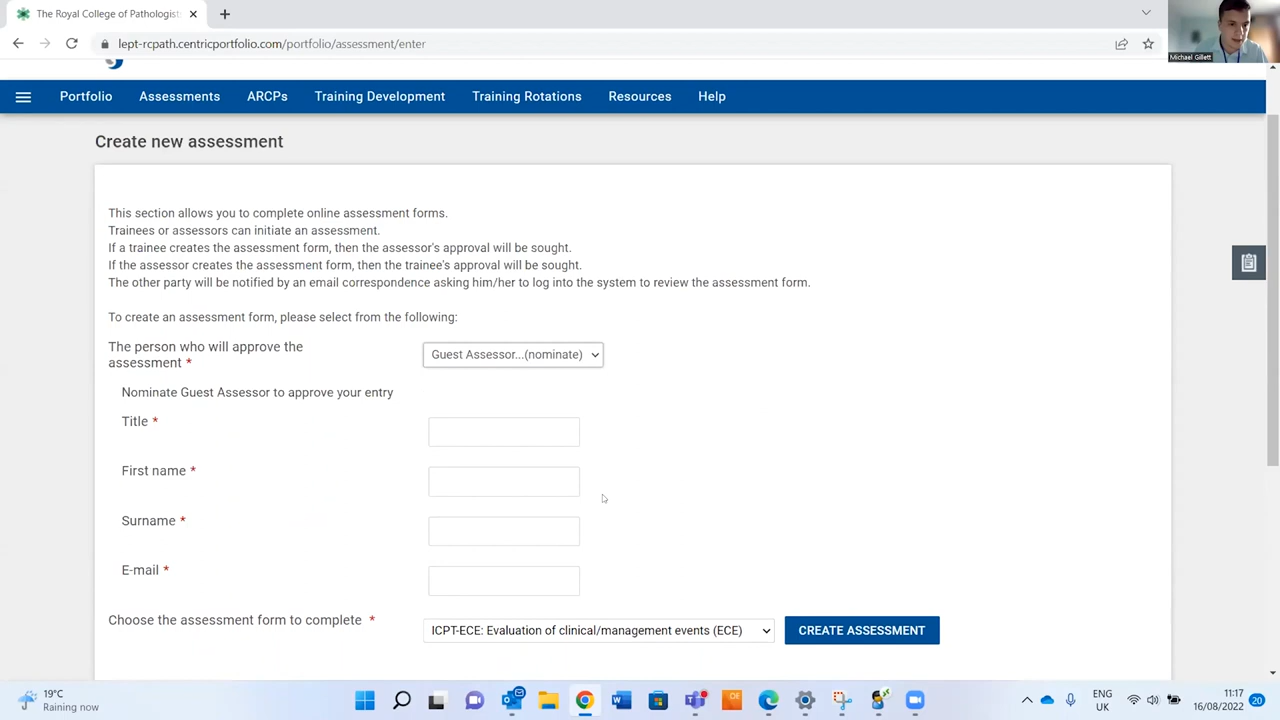 The Royal College of Pathologist
Michael Gillett
lept-rcpath.centricportfolio.com/portfolio/assessment/enter
Portfolio Assessments ARCPs Training Development Training Rotations Resources Help
Create new assessment
This section allows you to complete online assessment forms.
Trainees or assessors can initiate an assessment.
If a trainee creates the assessment form, then the assessor's approval will be sought.
If the assessor creates the assessment form, then the trainee's approval will be sought.
The other party will be notified by an email correspondence asking him/her to log into the system to review the assessment form.
To create an assessment form, please select from the following:
The person who will approve the
assessment *
Guest Assessor...(nominate)
Nominate Guest Assessor to approve your entry
Title *
First name *
Surname *
E-mail *
Choose the assessment form to complete *
ICPT-ECE: Evaluation of clinical/management events (ECE)
CREATE ASSESSMENT
19°C
Raining now
ENG
UK
11:17
16/08/2022
20